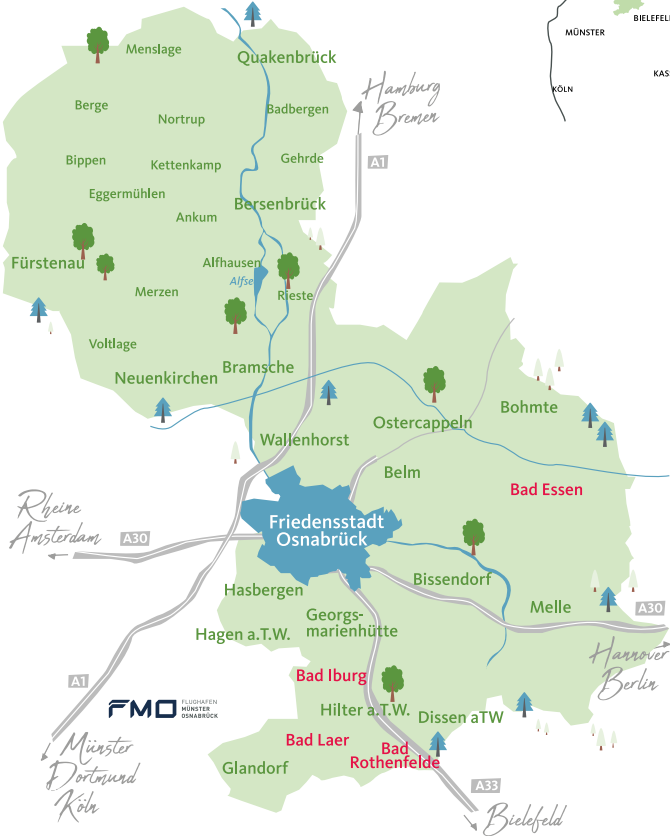 BIELEFEL
MÜNSTER
KAS
KÖLN
Menslage
Quakenbrück
Hamburg
Bremen
Berge
Nortrup
Badbergen
A1
Bippen
Kettenkamp
Gehrde
Eggermühlen
Bersenbrück
Ankum
Fürstenau
Alfhausen
Alfse
Merzen
Rieste
Voltlage
Bramsche
Neuenkirchen
Bohmte
Ostercappeln
Wallenhorst
Belm
Bad Essen
Rheine
Amsterdam
A30
Friedensstadt
Osnabrück
Bissendorf
Hasbergen
Melle
A30
Georgs-
marienhütte
Hagen a.T.W.
Hannover
Berlin
Bad Iburg
A1
FMO
FLUGHAFEN
MÜNSTER
OSNABRÜCK
Hilter a.T.W.
Dissen aTW
Bad Laer
Bad
Rothenfelde
Glandorf
Münster
Dortmund
Köln
A33
Bielefeld